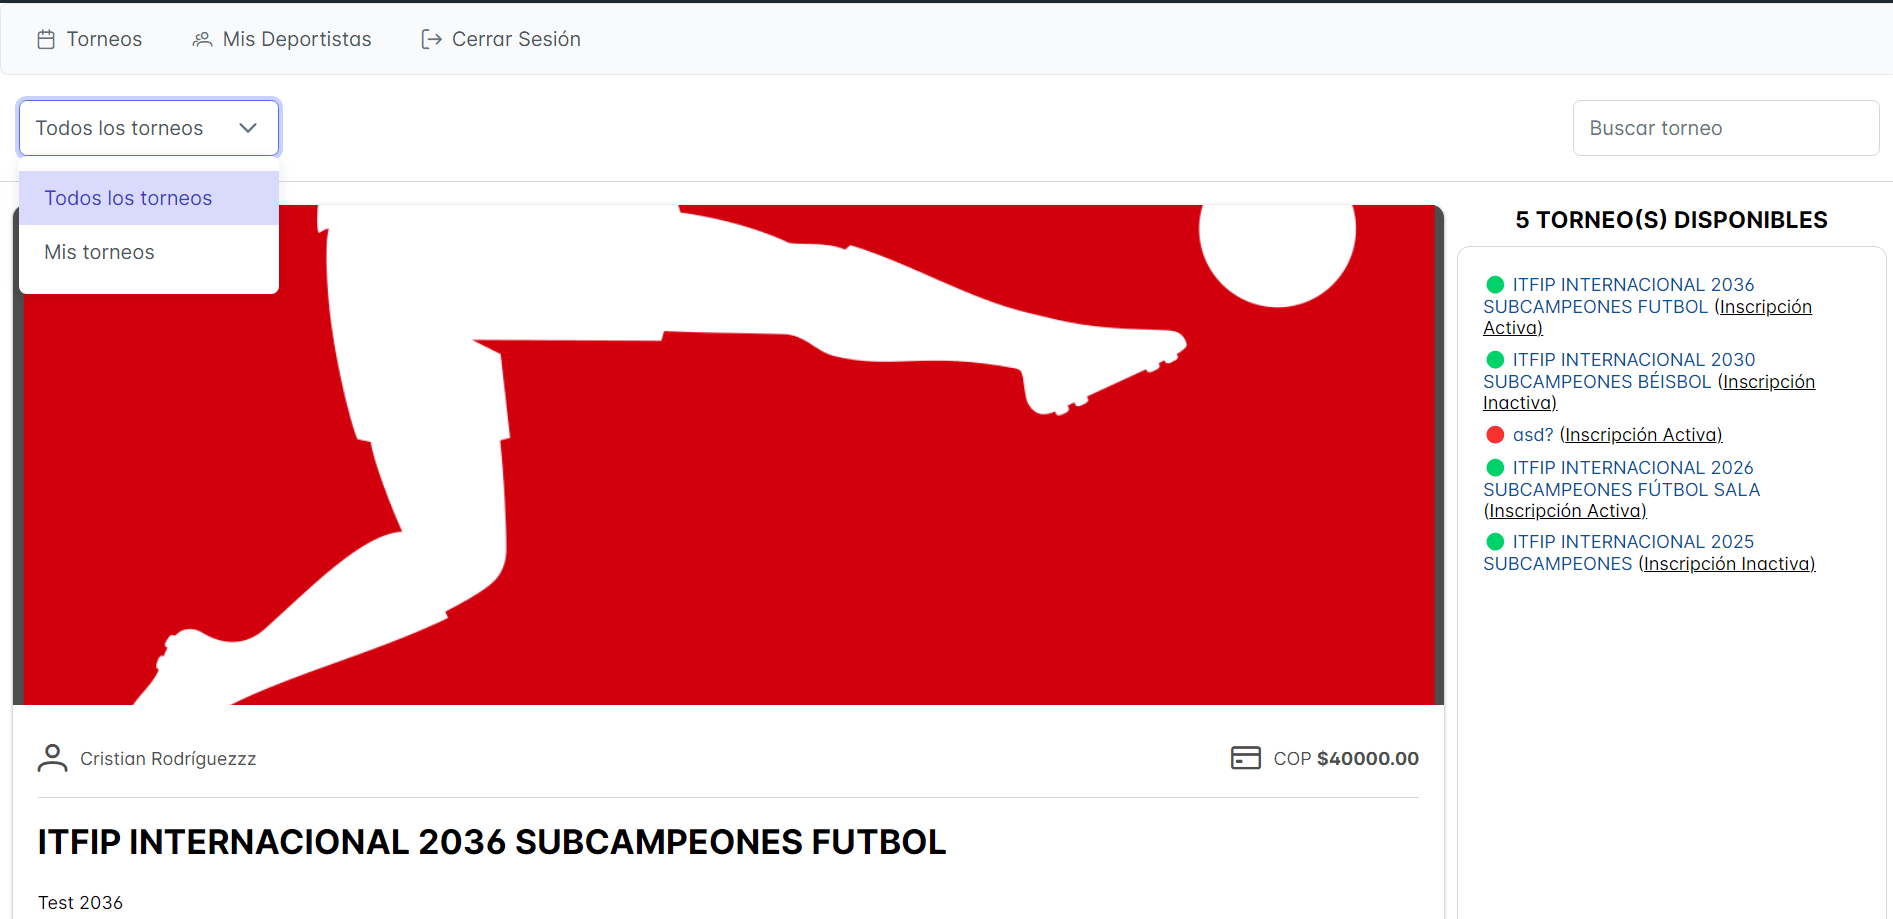 Torneos
Mis Deportistas
Cerrar Sesión
Todos los torneos
Buscar torneo
Todos los torneos
Mis torneos
5 TORNEO(S) DISPONIBLES
ITFIP INTERNACIONAL 2036
SUBCAMPEONES FUTBOL (Inscripción
Activa)
ITFIP INTERNACIONAL 2030
SUBCAMPEONES BÉISBOL (Inscripción
Inactiva)
asd? (Inscripción Activa)
ITFIP INTERNACIONAL 2026
SUBCAMPEONES FÚTBOL SALA
(Inscripción Activa)
ITFIP INTERNACIONAL 2025
SUBCAMPEONES (Inscripción Inactiva)
Cristian Rodríguezzz
COP $40000.00
ITFIP INTERNACIONAL 2036 SUBCAMPEONES FUTBOL
Test 2036